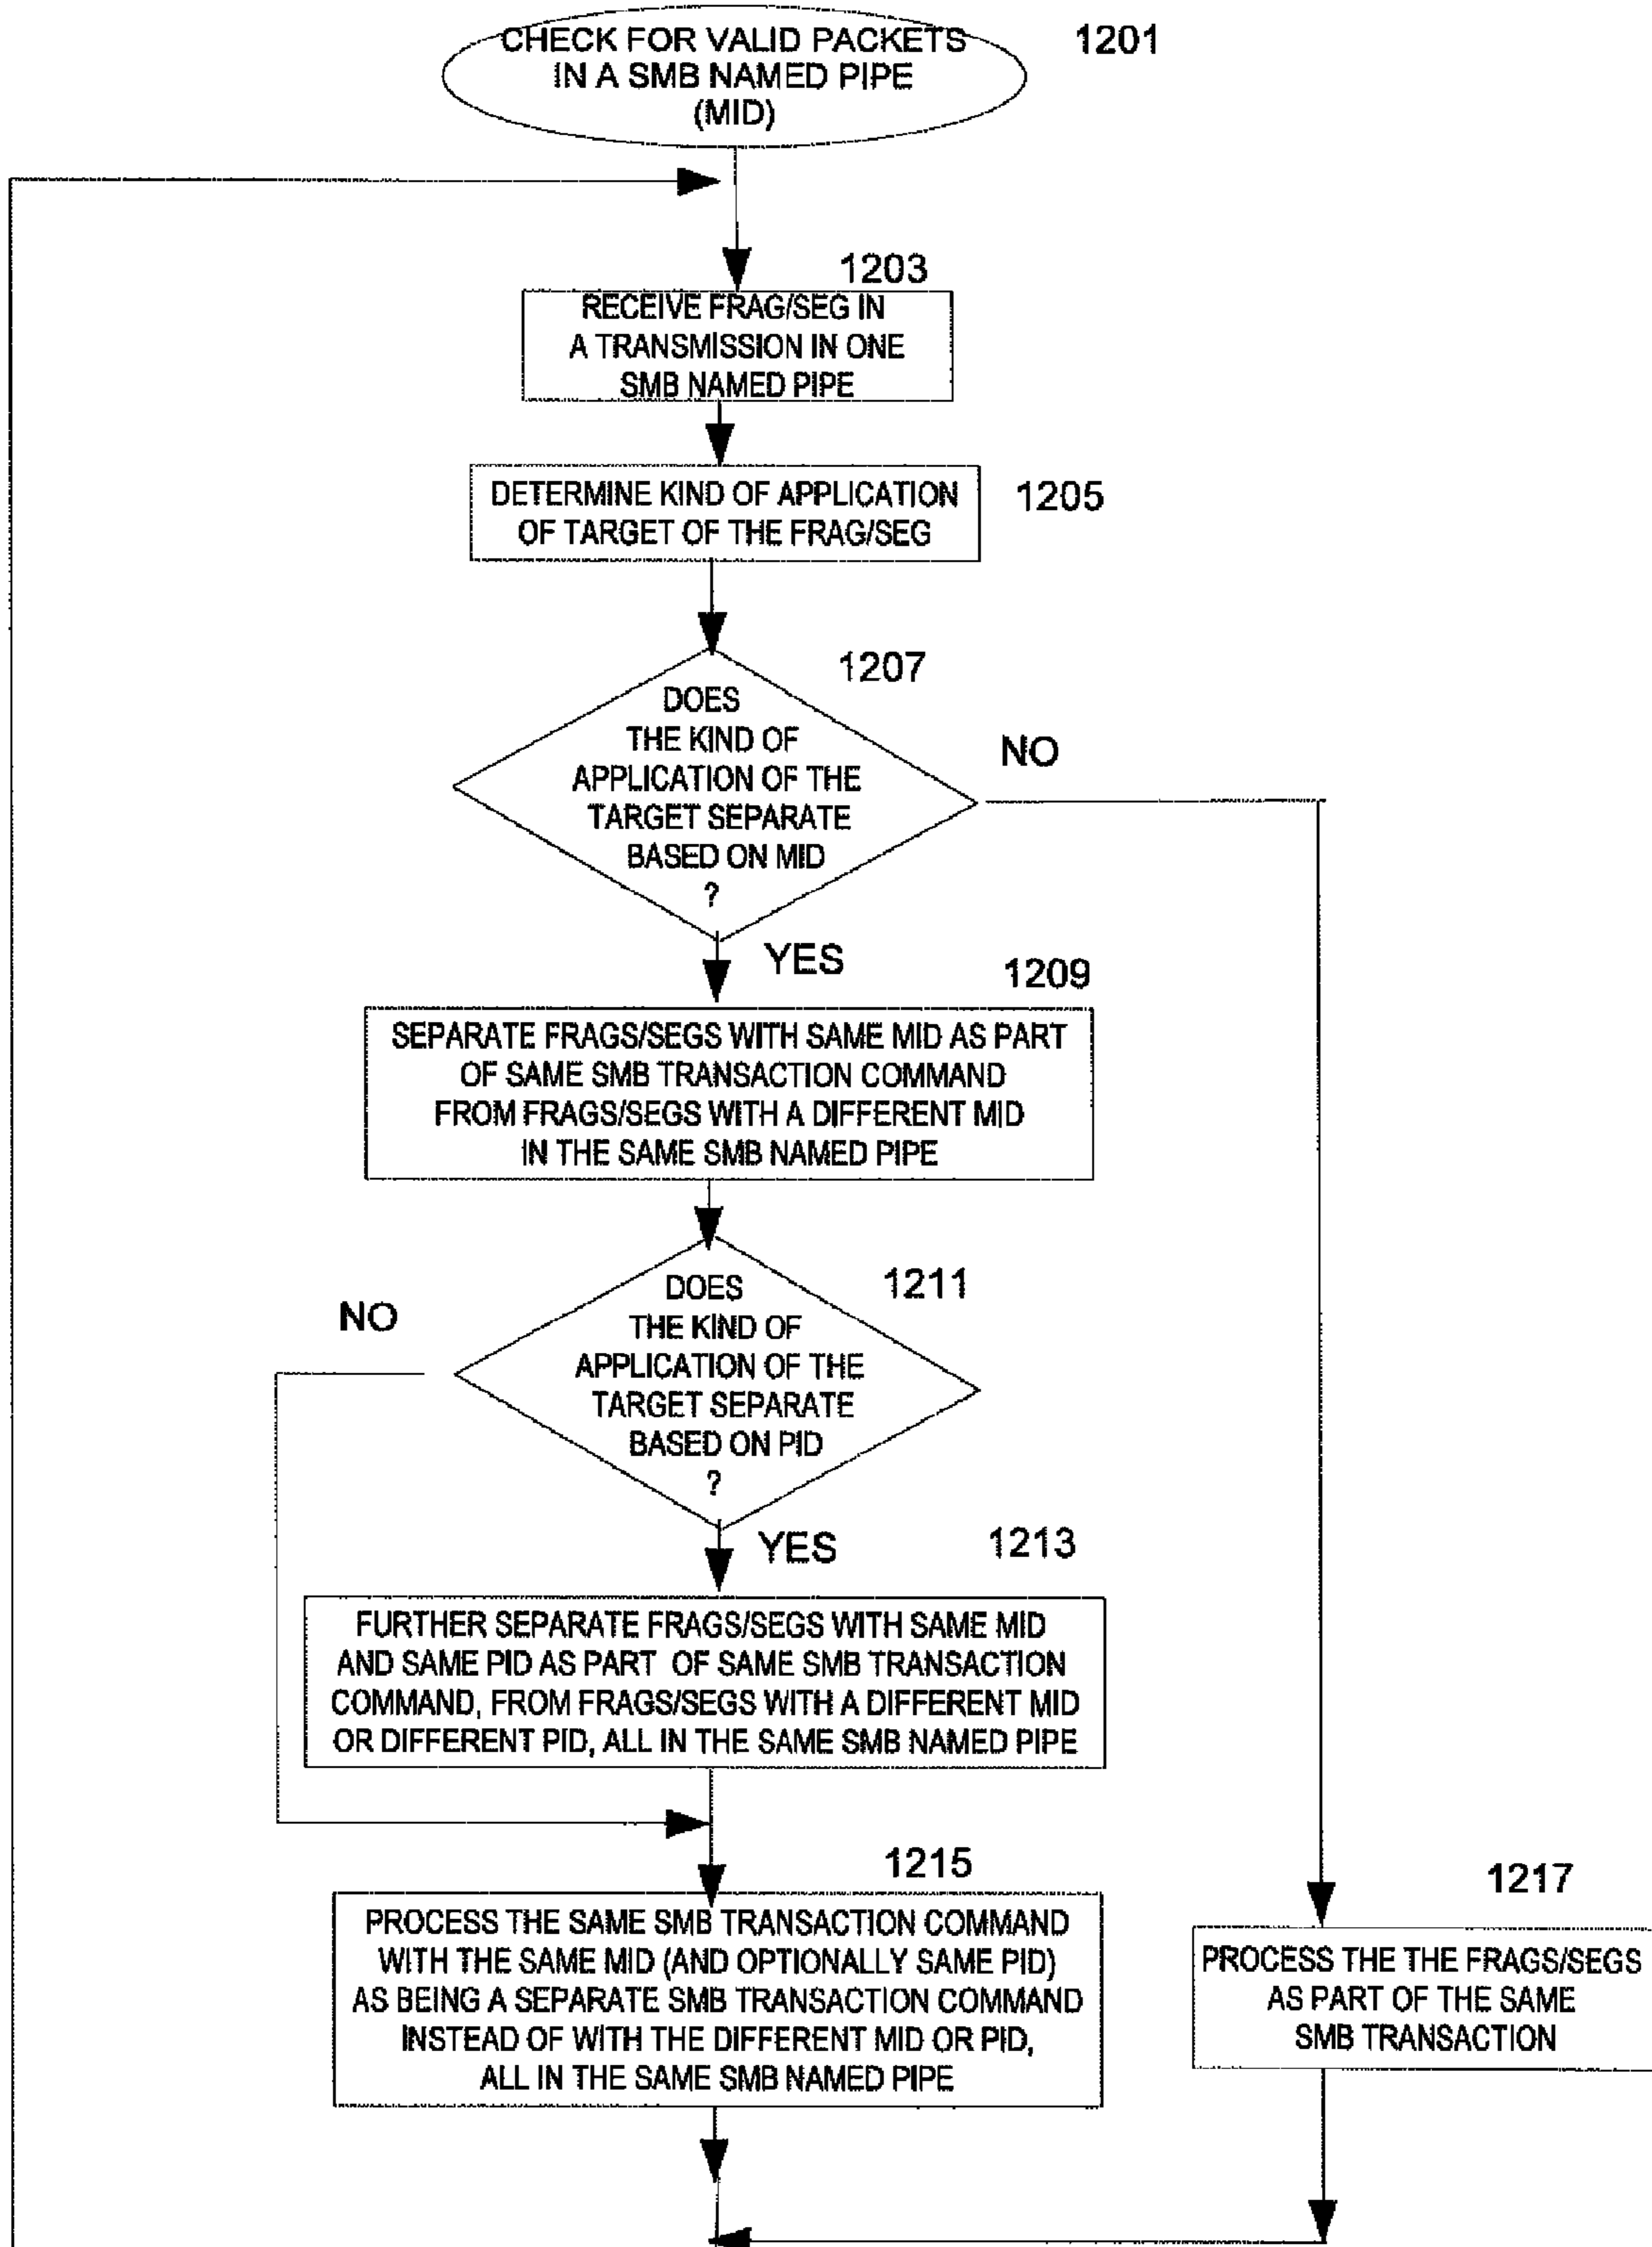 CHECK FOR VALID PACKETS
IN A SMB NAMED PIPE
(MID)
1201
1203
RECEIVE FRAG/SEG IN
A TRANSMISSION IN ONE
SMB NAMED PIPE
DETERMINE KIND OF APPLICATION
OF TARGET OF THE FRAG/SEG
1205
1207
DOES
THE KIND OF
APPLICATION OF THE
TARGET SEPARATE
BASED ON MID
?
NO
YES
1209
SEPARATE FRAGS/SEGS WITH SAME MID AS PART
OF SAME SMB TRANSACTION COMMAND
FROM FRAGS/SEGS WITH A DIFFERENT MID
IN THE SAME SMB NAMED PIPE
1211
NO
DOES
THE KIND OF
APPLICATION OF THE
TARGET SEPARATE
BASED ON PID
?
YES
1213
FURTHER SEPARATE FRAGS/SEGS WITH SAME MID
AND SAME PID AS PART OF SAME SMB TRANSACTION
COMMAND, FROM FRAGS/SEGS WITH A DIFFERENT MID
OR DIFFERENT PID, ALL IN THE SAME SMB NAMED PIPE
1215
PROCESS THE SAME SMB TRANSACTION COMMAND
WITH THE SAME MID (AND OPTIONALLY SAME PID)
AS BEING A SEPARATE SMB TRANSACTION COMMAND
INSTEAD OF WITH THE DIFFERENT MID OR PID,
ALL IN THE SAME SMB NAMED PIPE
1217
PROCESS THE THE FRAGS/SEGS
AS PART OF THE SAME
SMB TRANSACTION